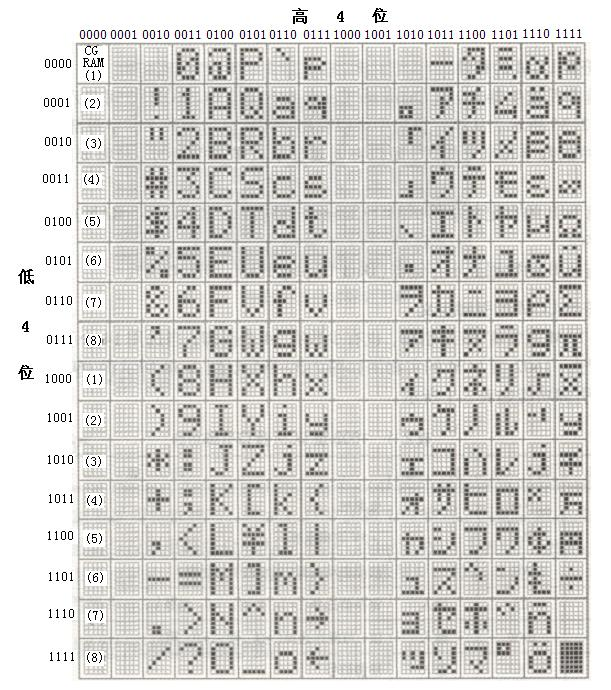 高 4 位
0000 0001 0010 0011 0100 0101 0110 0111 1000 1001 1010 1011 1100 1101 1110 1111
0000 CG RAM (1) 0 @ P ` p ー タ ミ α p
0001 (2) ! 1 A Q a q 。 ア チ ム ä q
0010 (3) " 2 B R b r 「 イ ツ メ β θ
0011 (4) # 3 C S c s 」 ウ テ モ ε ∞
0100 (5) $ 4 D T d t 、 エ ト ヤ μ Ω
0101 (6) % 5 E U e u ・ オ ナ ユ σ ü
低
0110 (7) & 6 F V f v ヲ カ ニ ヨ ρ Σ
4
0111 (8) ' 7 G W g w ァ キ ヌ ラ g π
位
1000 (1) ( 8 H X h x ィ ク ネ リ √ x̄
1001 (2) ) 9 I Y i y ゥ ケ ノ ル ⁻¹ y
1010 (3) * : J Z j z ェ コ ハ レ j 千
1011 (4) + ; K [ k { ォ サ ヒ ロ ˣ 万
1100 (5) , < L ¥ l | ャ シ フ ワ ¢ 円
1101 (6) - = M ] m } ュ ス ヘ ン £ ÷
1110 (7) . > N ^ n → ョ セ ホ ゛ ñ
1111 (8) / ? O _ o ← ッ ソ マ ゜ ö █